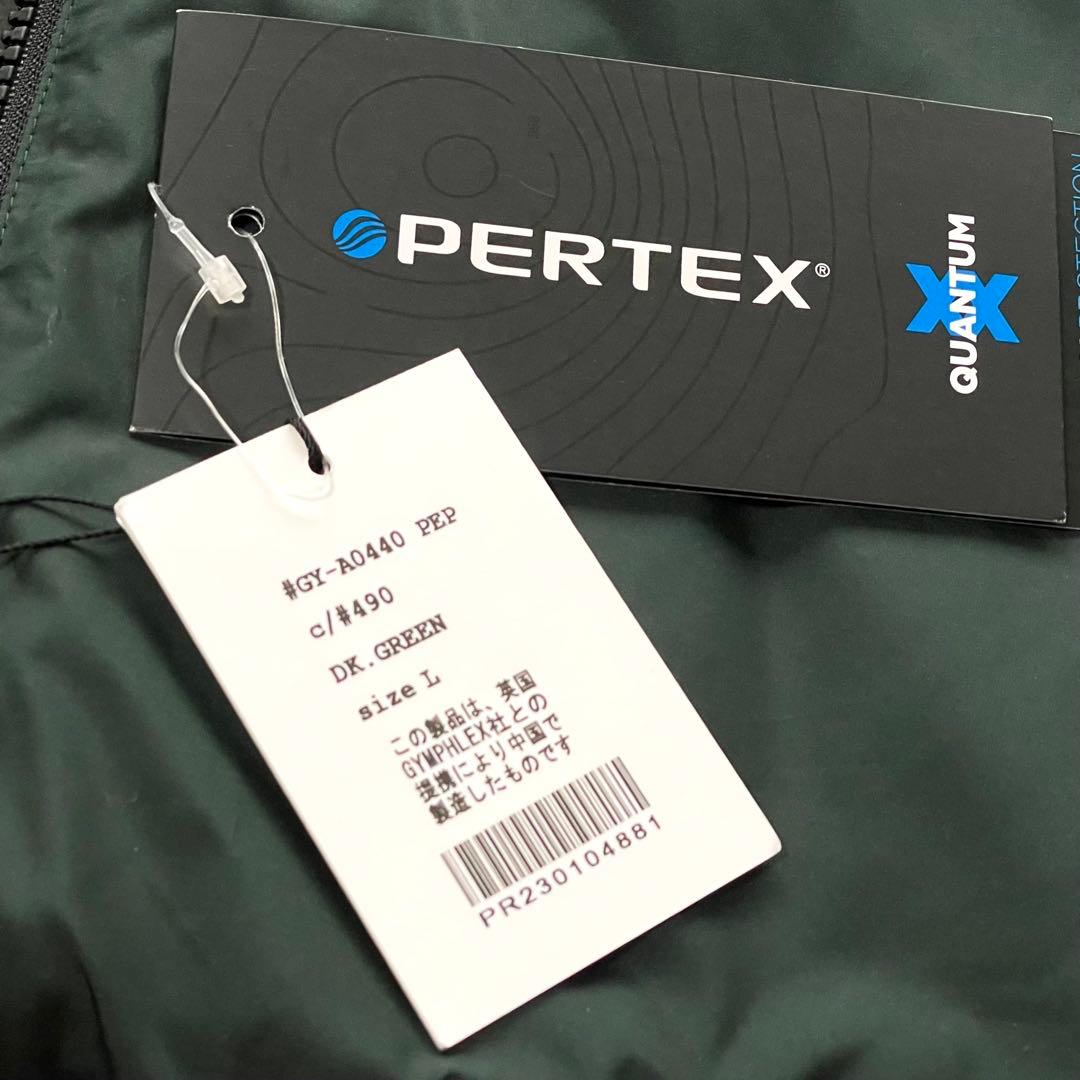 PERTEX®
QUANTUM
PROTECTION
#GY-A0440 PEP
c/#490
DK.GREEN
size L
この製品は、英国
GYMPHLEX社との
提携により中国で
製造したものです
PR230104881